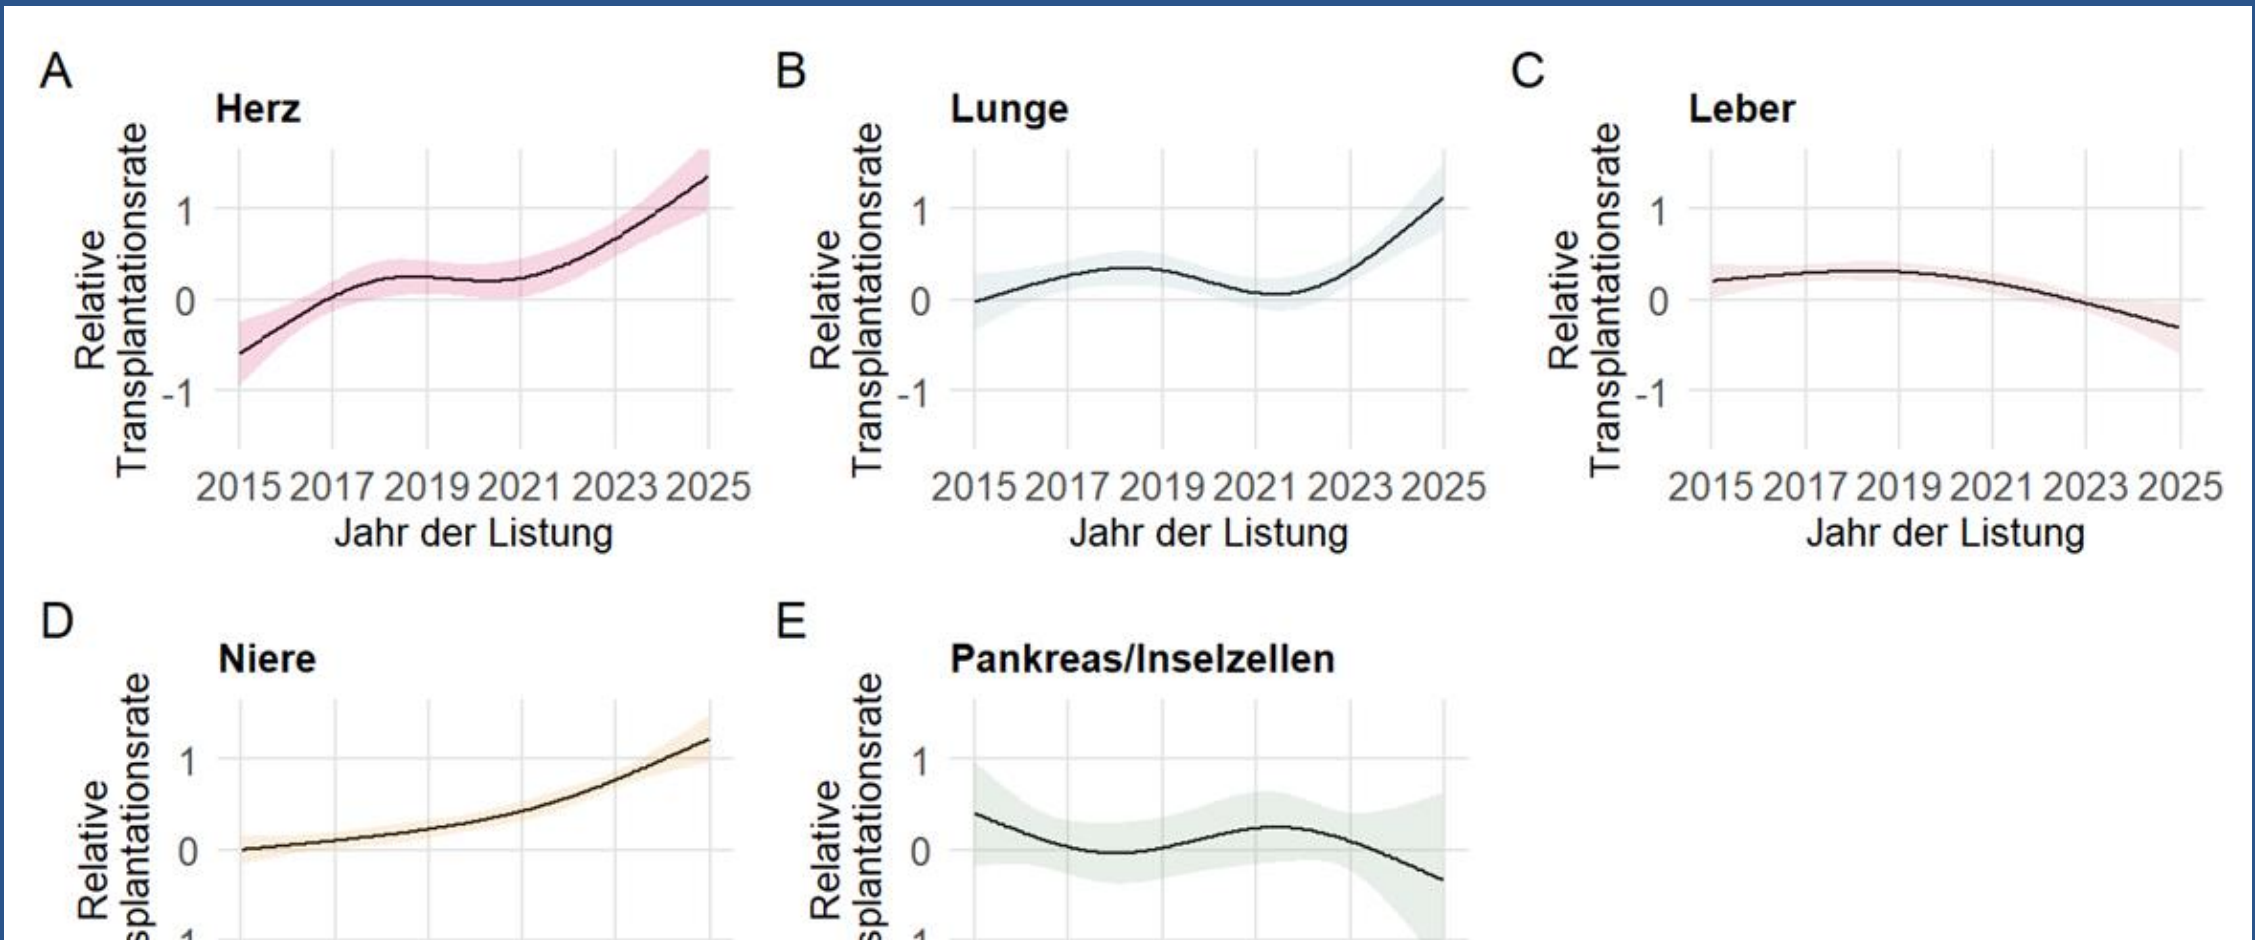 A
Herz
Relative
Transplantationsrate
1
0
-1
2015 2017 2019 2021 2023 2025
Jahr der Listung
B
Lunge
Relative
Transplantationsrate
1
0
-1
2015 2017 2019 2021 2023 2025
Jahr der Listung
C
Leber
Relative
Transplantationsrate
1
0
-1
2015 2017 2019 2021 2023 2025
Jahr der Listung
D
Niere
Relative
splantationsrate
1
0
E
Pankreas/Inselzellen
Relative
splantationsrate
1
0